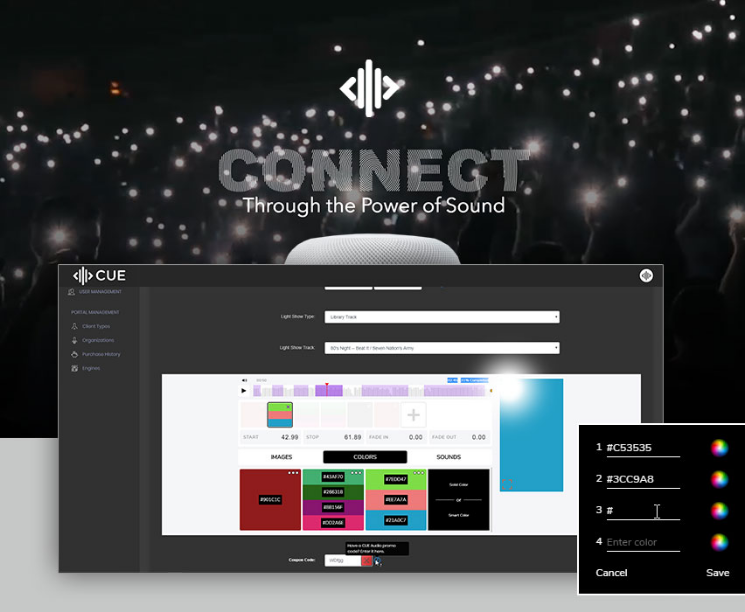 CONNECT
Through the Power of Sound
CUE
USER MANAGEMENT
PORTAL MANAGEMENT
Client Types
Organizations
Purchase History
Engines
Light Show Type:
Library Track
Light Show Track:
80's Night – Beat It / Seven Nation's Army
START 42.99 STOP 61.89 FADE IN 0.00 FADE OUT 0.00
IMAGES COLORS SOUNDS
#901C1C
#43AF70
#286318
#88156F
#DD2A6E
#7EDD47
#EE7A7A
#21A0C7
Solid Color
or
Smart Color
Have a CUE Audio promo
code? Enter it here.
Coupon Code:
1 #C53535
2 #3CC9A8
3 #
4 Enter color
Cancel Save